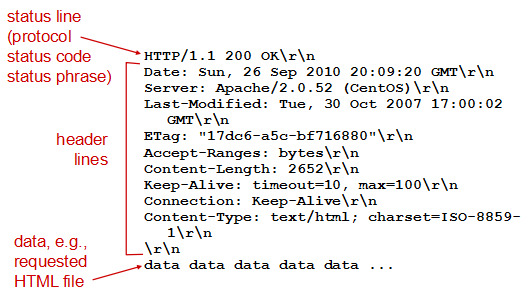 status line
(protocol
status code
status phrase)
HTTP/1.1 200 OK\r\n
Date: Sun, 26 Sep 2010 20:09:20 GMT\r\n
Server: Apache/2.0.52 (CentOS)\r\n
Last-Modified: Tue, 30 Oct 2007 17:00:02
GMT\r\n
ETag: "17dc6-a5c-bf716880"\r\n
Accept-Ranges: bytes\r\n
Content-Length: 2652\r\n
Keep-Alive: timeout=10, max=100\r\n
Connection: Keep-Alive\r\n
Content-Type: text/html; charset=ISO-8859-
1\r\n
\r\n
header
lines
data data data data data ...
data, e.g.,
requested
HTML file